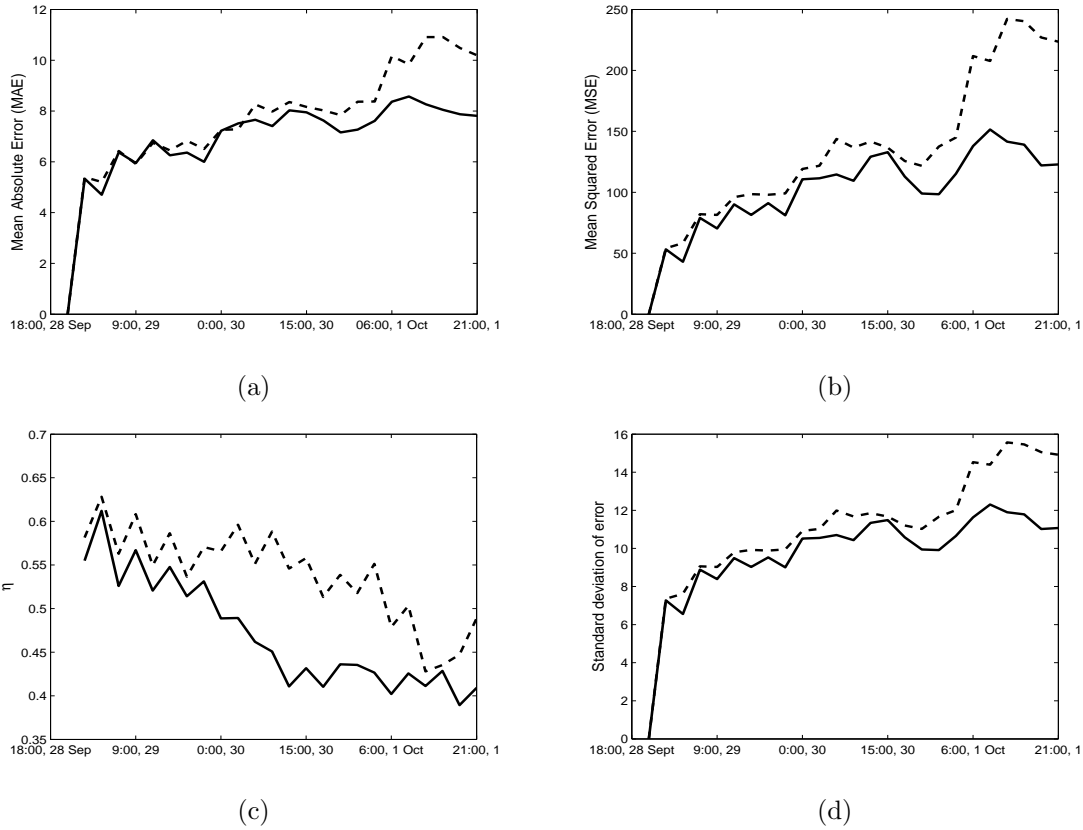 12
10
8
6
4
2
0
Mean Absolute Error (MAE)
18:00, 28 Sep 9:00, 29 0:00, 30 15:00, 30 06:00, 1 Oct 21:00, 1
(a)
250
200
150
100
50
0
Mean Squared Error (MSE)
18:00, 28 Sept 9:00, 29 0:00, 30 15:00, 30 6:00, 1 Oct 21:00, 1
(b)
0.7
0.65
0.6
0.55
0.5
0.45
0.4
0.35
η
18:00, 28 Sep 9:00, 29 0:00, 30 15:00, 30 6:00, 1 Oct 21:00, 1
(c)
16
14
12
10
8
6
4
2
0
Standard deviation of error
18:00, 28 Sept 9:00, 29 0:00, 30 15:00, 30 6:00, 1 Oct 21:00, 1
(d)